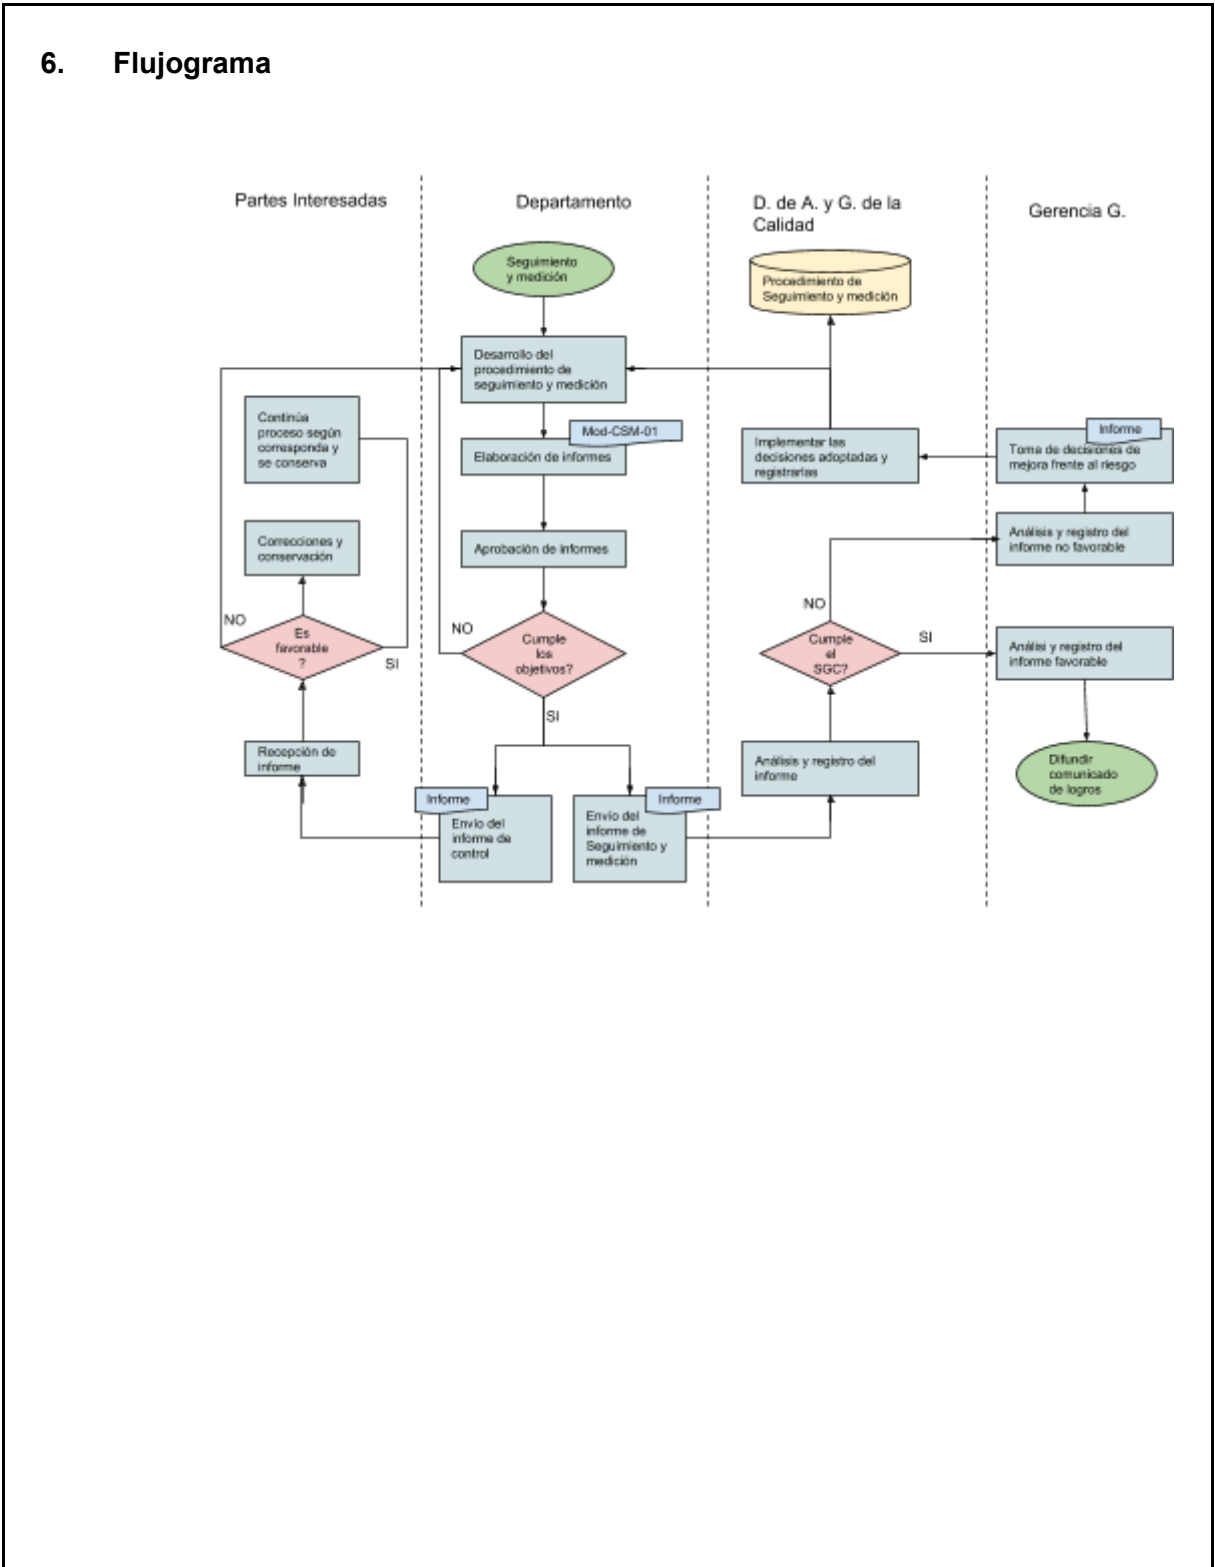 6. Flujograma
Partes Interesadas
Departamento
D. de A. y G. de la
Calidad
Gerencia G.
Seguimiento
y medición
Procedimiento de
Seguimiento y medición
Desarrollo del
procedimiento de
seguimiento y medición
Continúa
proceso según
corresponda y
se conserva
Mod-CSM-01
Elaboración de informes
Implementar las
decisiones adoptadas y
registrarlas
Informe
Toma de decisiones de
mejora frente al riesgo
Correcciones y
conservación
Aprobación de informes
Análisis y registro del
informe no favorable
NO
Es
favorable
?
SI
NO
Cumple
los
objetivos?
SI
NO
Cumple
el
SGC?
SI
Análisi y registro del
informe favorable
Recepción de
informe
Informe
Envío del
informe de
control
Informe
Envío del
informe de
Seguimiento y
medición
Análisis y registro del
informe
Difundir
comunicado
de logros